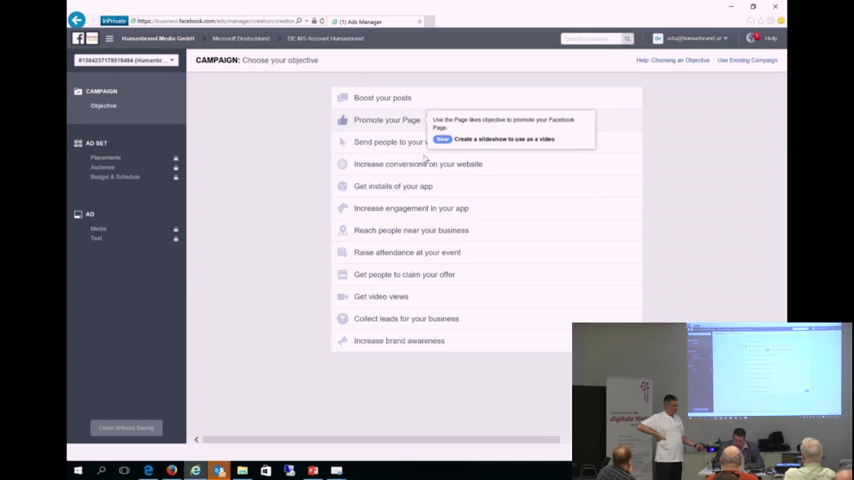 InPrivate
https://business.facebook.com/ads/manager/creation/creation
(1) Ads Manager
Humanbrand Media GmbH
Microsoft Deutschland
DE-MS Account Humanbrand
ads@humanbrand.at
Help
#1384237178519494 (Humanbr...
CAMPAIGN: Choose your objective
Help: Choosing an Objective
Use Existing Campaign
CAMPAIGN
Objective
AD SET
Placements
Audience
Budget & Schedule
AD
Media
Text
Close Without Saving
Boost your posts
Promote your Page
Use the Page likes objective to promote your Facebook
Page.
New Create a slideshow to use as a video
Send people to your
Increase conversions on your website
Get installs of your app
Increase engagement in your app
Reach people near your business
Raise attendance at your event
Get people to claim your offer
Get video views
Collect leads for your business
Increase brand awareness
digitale We